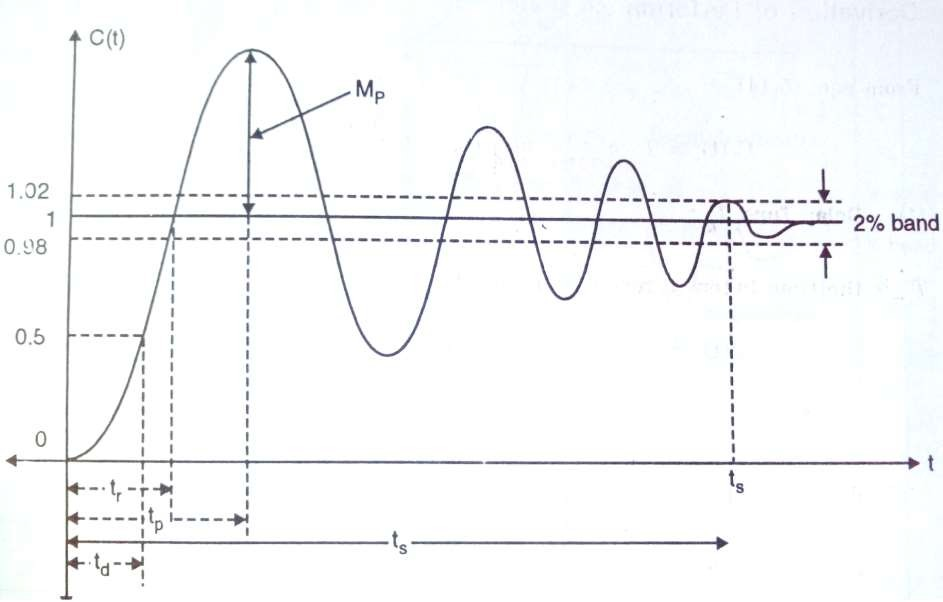 C(t)
M_P
1.02
1
0.98
2% band
0.5
0
t
t_s
t_r
t_p
t_s
t_d